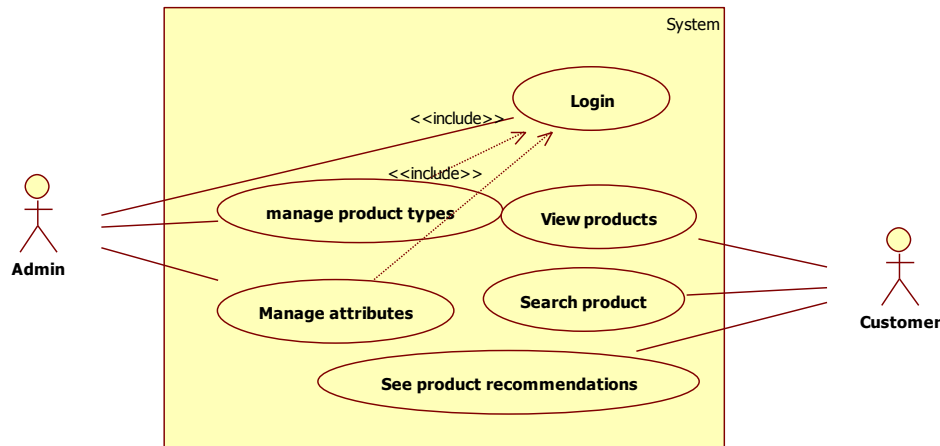 System
Login
<<include>>
<<include>>
manage product types
View products
Admin
Manage attributes
Search product
Customer
See product recommendations